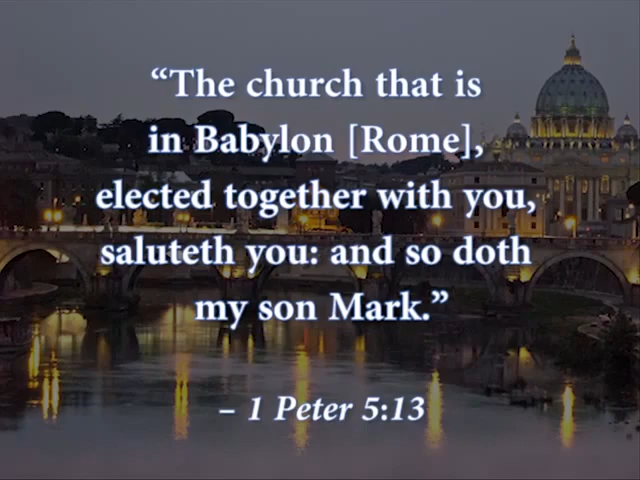 “The church that is
in Babylon [Rome],
elected together with you,
saluteth you: and so doth
my son Mark.”
– 1 Peter 5:13